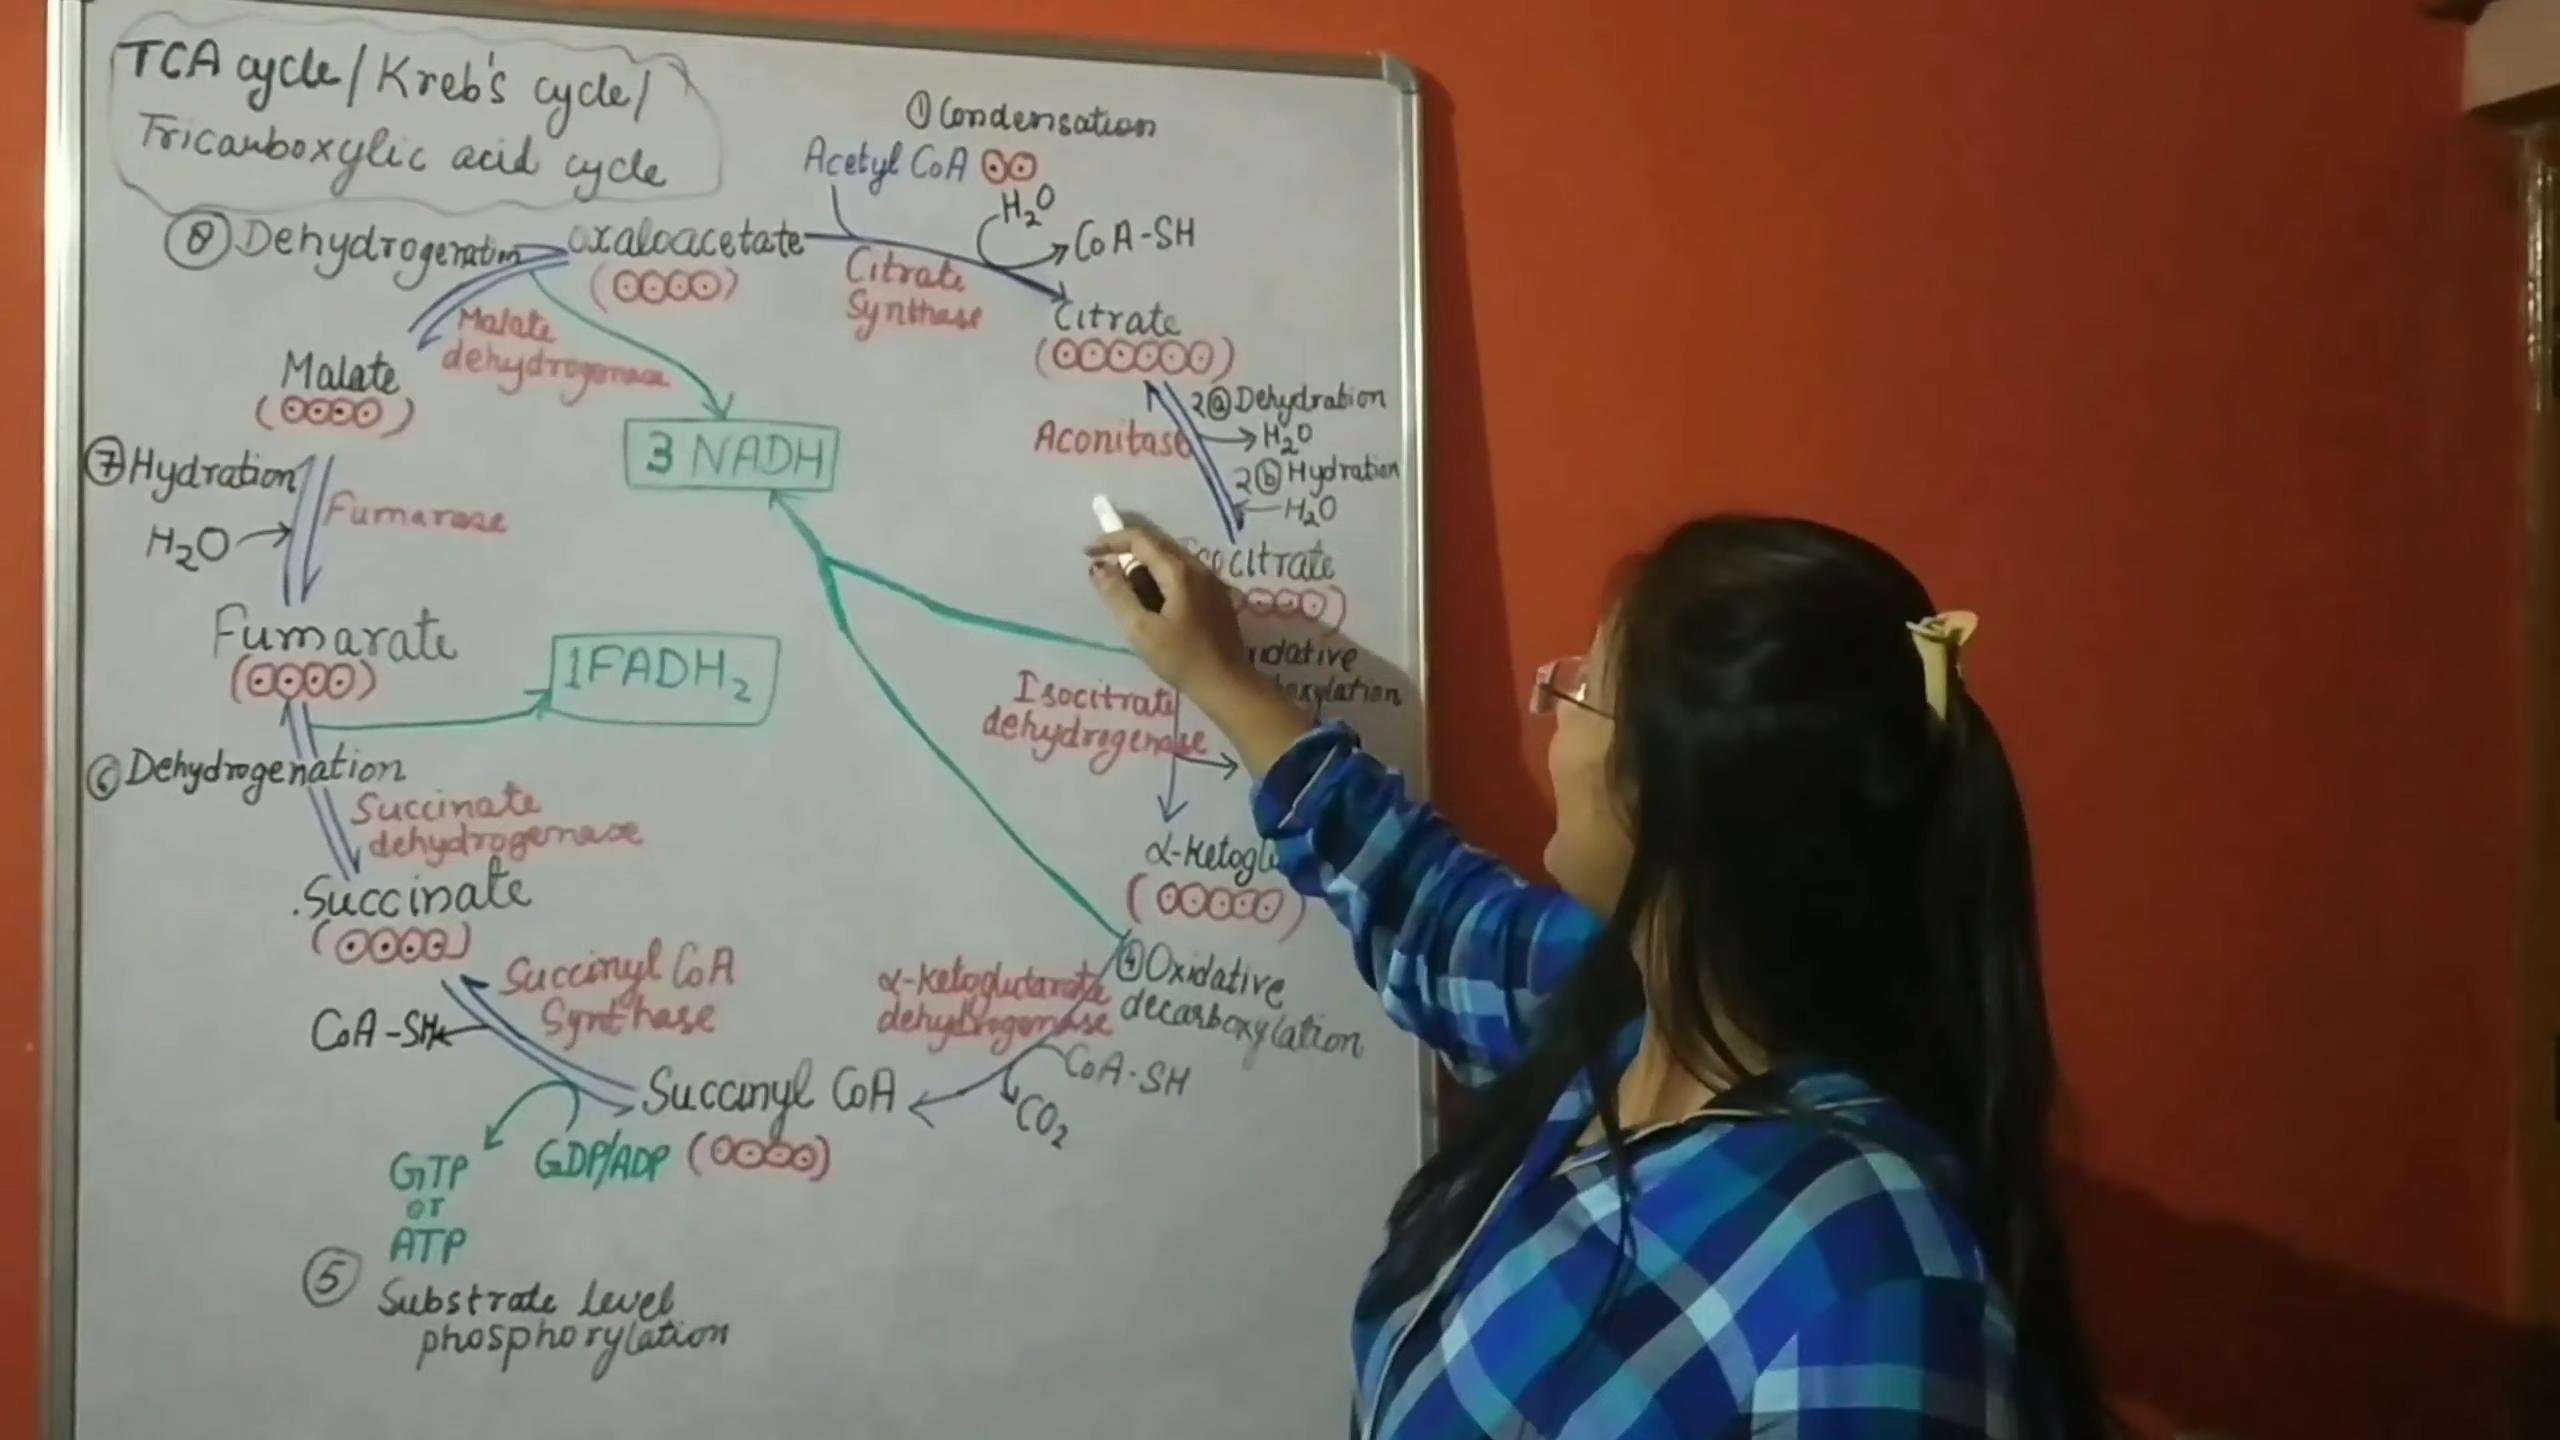 TCA cycle/Kreb's cycle/
Tricarboxylic acid cycle
① Condensation
Acetyl CoA
H₂O
CoA-SH
⑧ Dehydrogenation
oxaloacetate
Citrate
Synthase
Citrate
Malate
dehydrogenase
Malate
2ⓐ Dehydration
H₂O
Aconitase
2ⓑ Hydration
H₂O
3 NADH
⑦ Hydration
Fumarase
H₂O
Fumarate
1FADH₂
Isocitrate
dehydrogenase
⑥ Dehydrogenation
Succinate
dehydrogenase
Succinate
④ Oxidative
decarboxylation
α-Ketoglutarate
dehydrogenase
Succinyl CoA
Synthase
CoA-SH
CoA-SH
CO₂
Succinyl CoA
GDP/ADP
GTP
or
ATP
⑤ Substrate level
phosphorylation